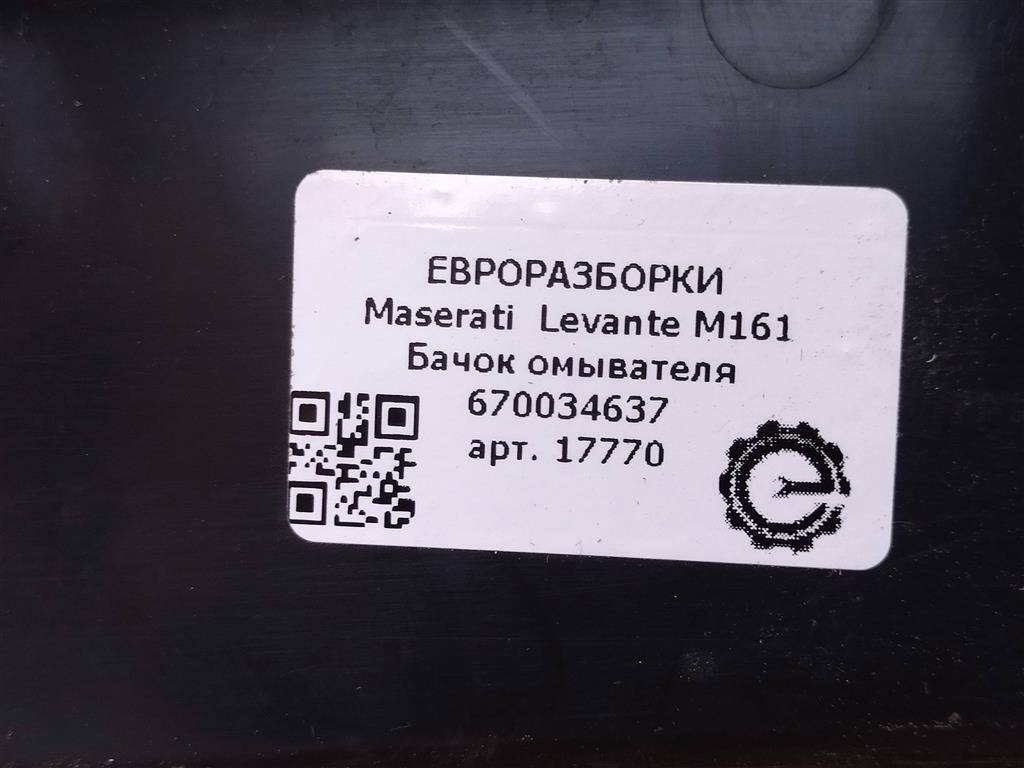 ЕВРОРАЗБОРКИ
Maserati Levante M161
Бачок омывателя
670034637
арт. 17770